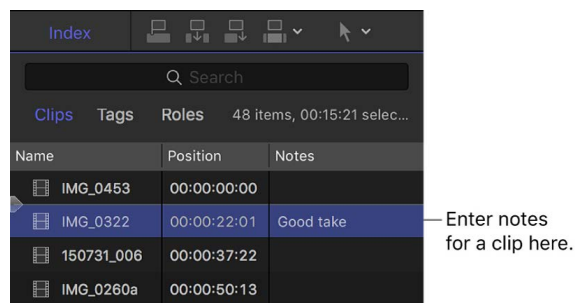 Index
Search
Clips Tags Roles 48 items, 00:15:21 selec...
Name Position Notes
IMG_0453 00:00:00:00
IMG_0322 00:00:22:01 Good take
150731_006 00:00:37:22
IMG_0260a 00:00:50:13
Enter notes
for a clip here.